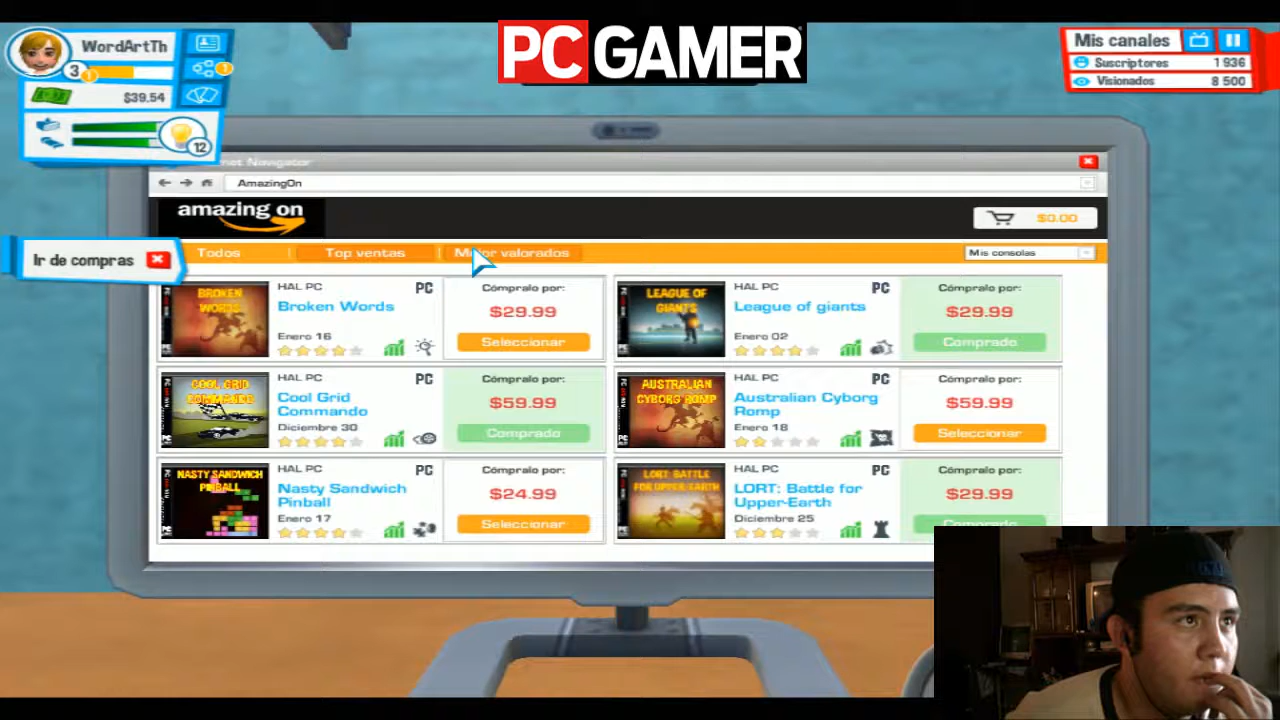 PC GAMER
WordArtTh
3
1
1
$39.54
12
Mis canales
Suscriptores 1 936
Visionados 8 500
Navigator
AmazingOn
amazing on
$0.00
Ir de compras
Todos
Top ventas
Mejor valorados
Mis consolas
BROKEN WORDS
HAL PC
PC
Broken Words
Enero 16
Cómpralo por:
$29.99
Seleccionar
LEAGUE OF GIANTS
HAL PC
PC
League of giants
Enero 02
Cómpralo por:
$29.99
Comprado
COOL GRID COMMANDO
HAL PC
PC
Cool Grid
Commando
Diciembre 30
Cómpralo por:
$59.99
Comprado
AUSTRALIAN CYBORG ROMP
HAL PC
PC
Australian Cyborg
Romp
Enero 18
Cómpralo por:
$59.99
Seleccionar
NASTY SANDWICH PINBALL
HAL PC
PC
Nasty Sandwich
Pinball
Enero 17
Cómpralo por:
$24.99
Seleccionar
LORT BATTLE FOR UPPER-EARTH
HAL PC
PC
LORT: Battle for
Upper-Earth
Diciembre 25
Cómpralo por:
$29.99
Comprado